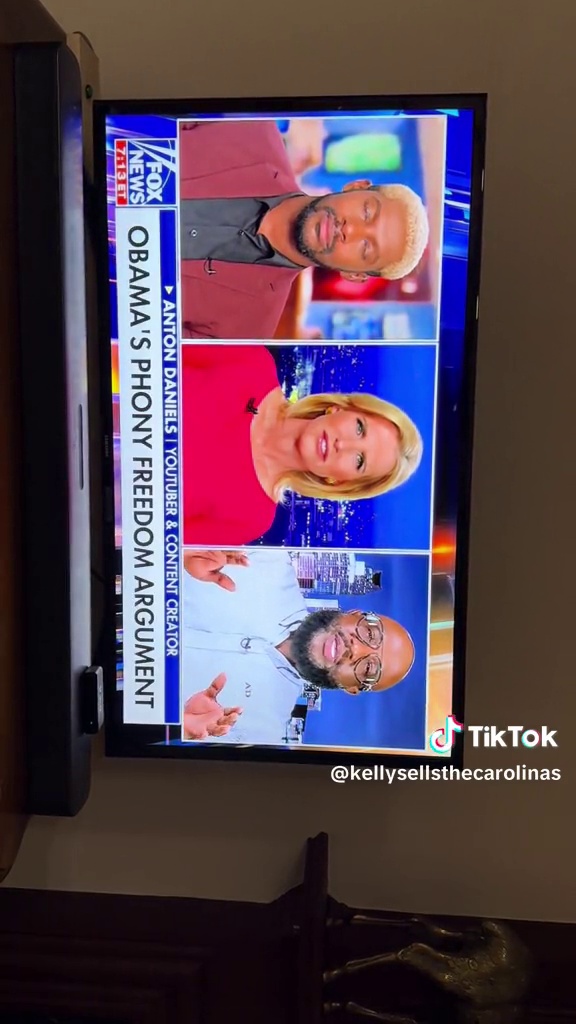 FOX
NEWS
7:13 ET
▸ ANTON DANIELS | YOUTUBER & CONTENT CREATOR
OBAMA'S PHONY FREEDOM ARGUMENT
AD
TikTok
@kellysellsthecarolinas